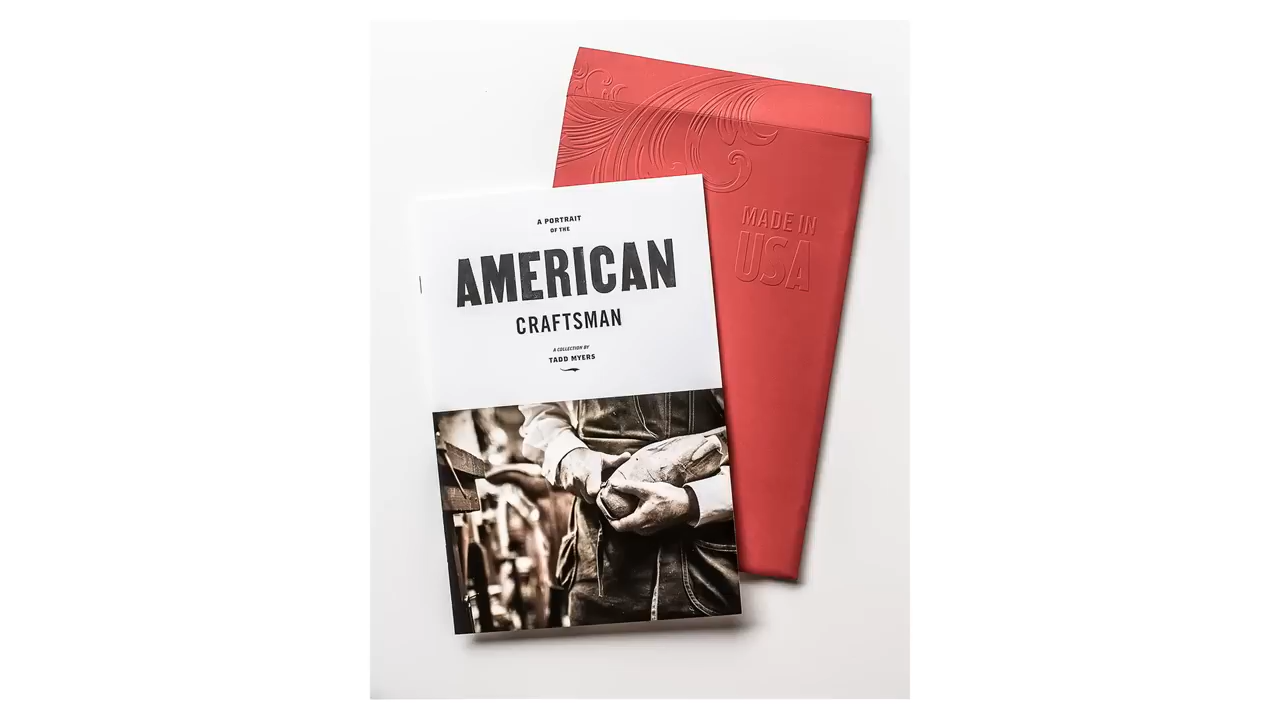 A PORTRAIT
OF THE
AMERICAN
CRAFTSMAN
A COLLECTION BY
TADD MYERS
MADE IN
USA